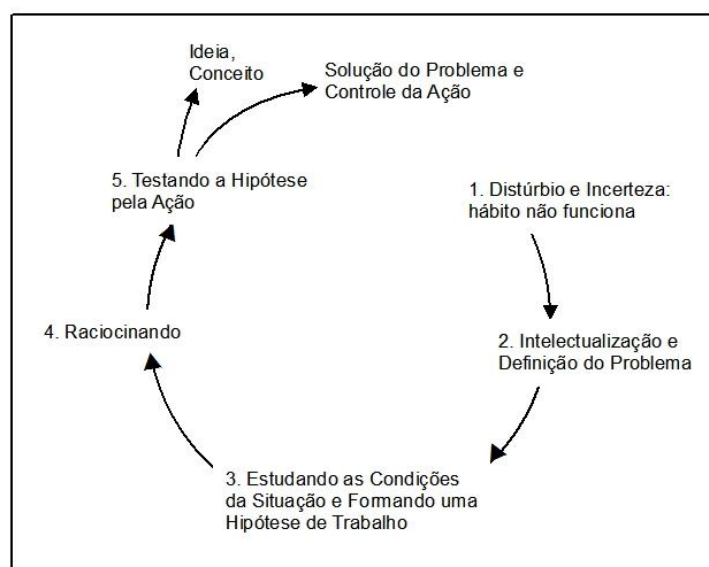 Ideia,
Conceito
Solução do Problema e
Controle da Ação
5. Testando a Hipótese
pela Ação
1. Distúrbio e Incerteza:
hábito não funciona
4. Raciocinando
2. Intelectualização e
Definição do Problema
3. Estudando as Condições
da Situação e Formando uma
Hipótese de Trabalho